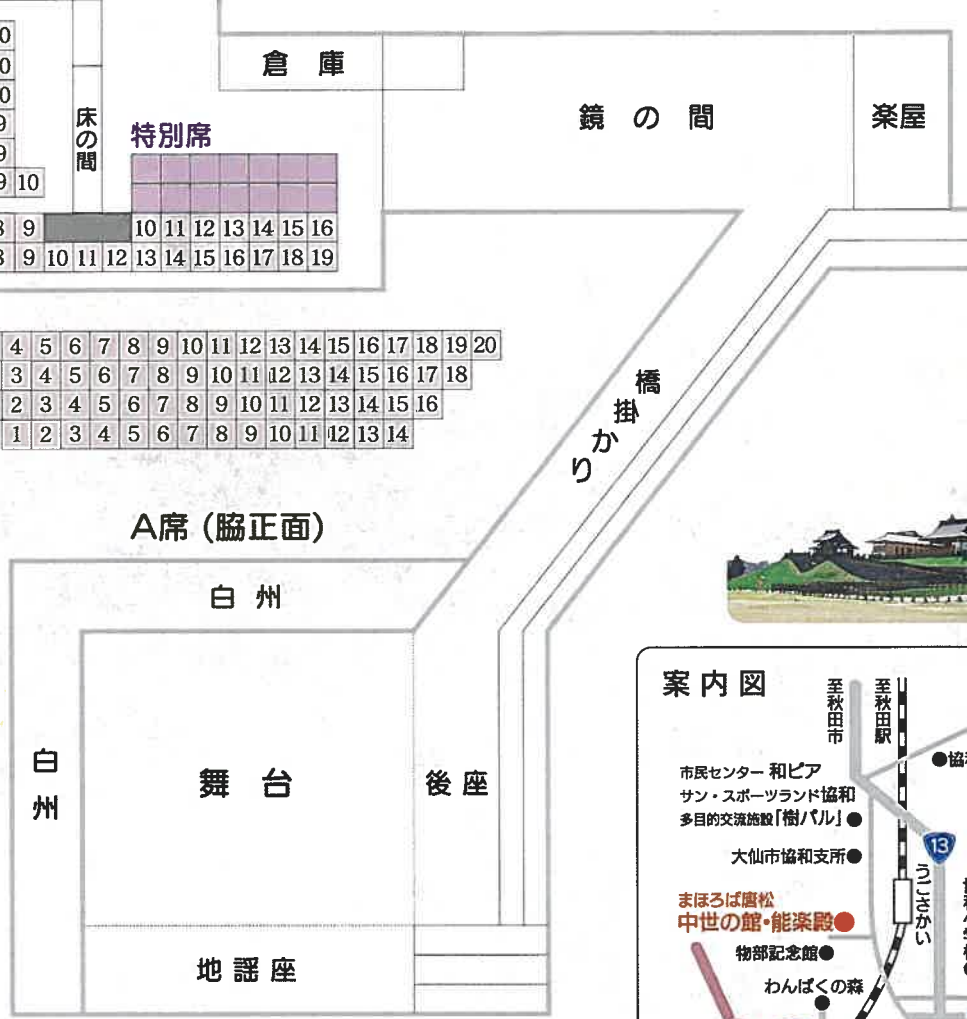 倉庫
鏡の間
楽屋
床の間
特別席
0
0
0
9
9
9 10
9 10 11 12 13 14 15 16
9 10 11 12 13 14 15 16 17 18 19
4 5 6 7 8 9 10 11 12 13 14 15 16 17 18 19 20
3 4 5 6 7 8 9 10 11 12 13 14 15 16 17 18
2 3 4 5 6 7 8 9 10 11 12 13 14 15 16
1 2 3 4 5 6 7 8 9 10 11 12 13 14
橋掛かり
A席(脇正面)
白州
白州
舞台
後座
地謡座
案内図
至秋田市
至秋田駅
●協和
市民センター 和ピア
サン・スポーツランド協和
多目的交流施設「樹パル」●
大仙市協和支所●
13
うごさかい
まほろば唐松
中世の館・能楽殿●
物部記念館●
わんぱくの森